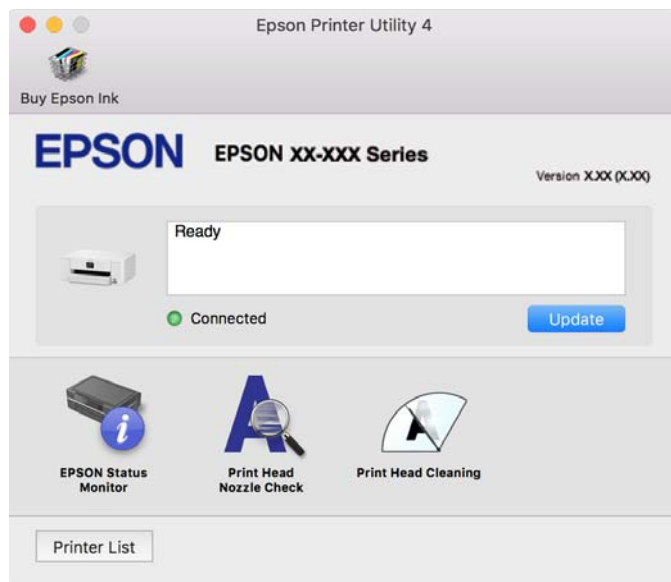 Epson Printer Utility 4
Buy Epson Ink
EPSON
EPSON XX-XXX Series
Version X.XX (X.XX)
Ready
Connected
Update
EPSON Status
Monitor
Print Head
Nozzle Check
Print Head Cleaning
Printer List